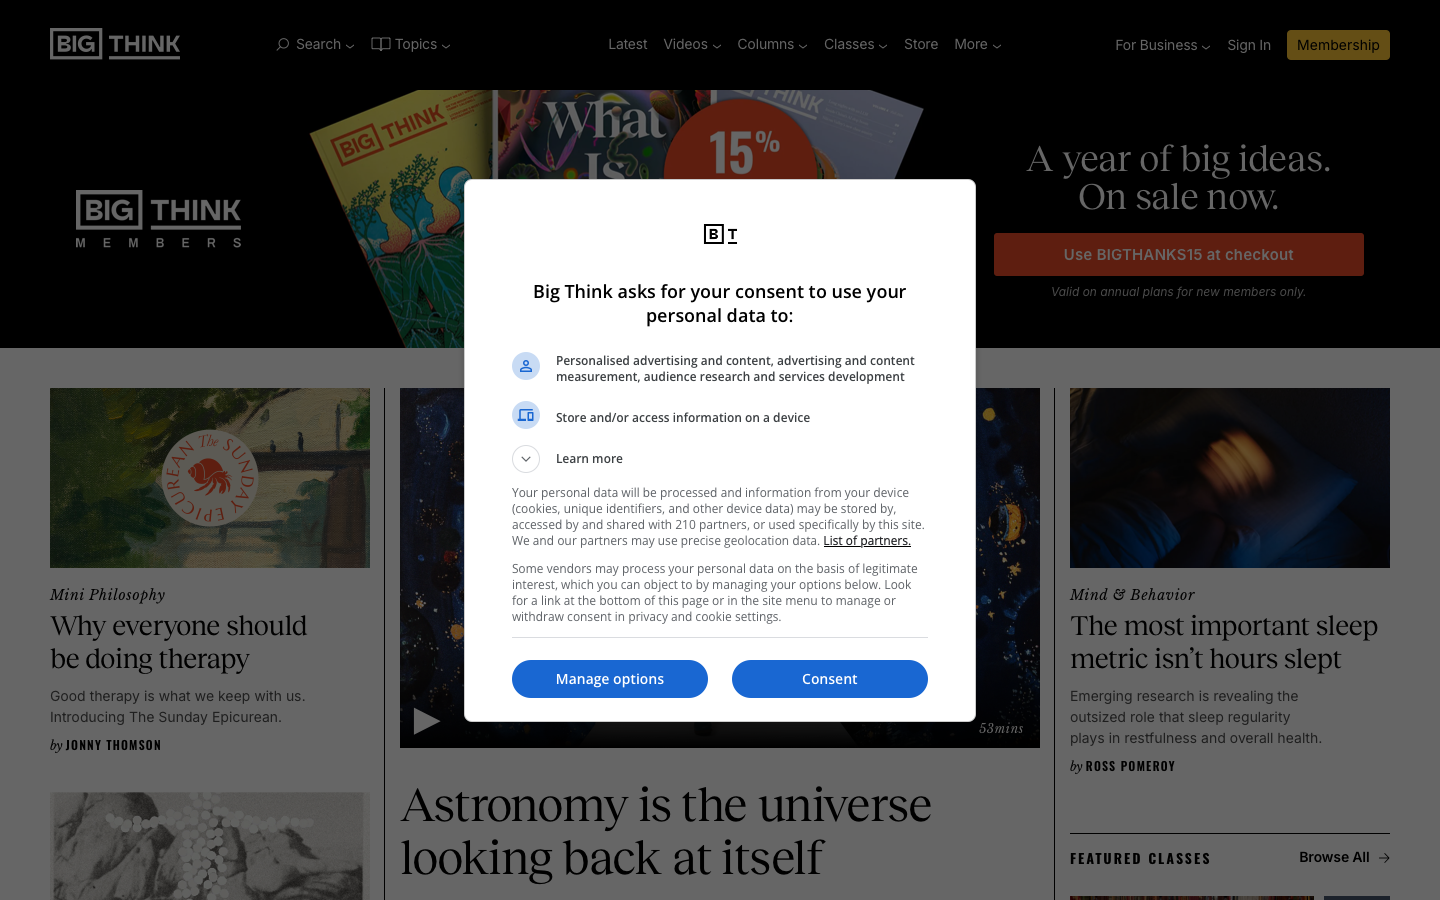 BIG THINK
Search
Topics
Latest
Videos
Columns
Classes
Store
More
For Business
Sign In
Membership
BIG THINK
MEMBERS
BIG THINK
What
Is
THINK
15%
A year of big ideas.
On sale now.
Use BIGTHANKS15 at checkout
Valid on annual plans for new members only.
B T
Big Think asks for your consent to use your
personal data to:
Personalised advertising and content, advertising and content
measurement, audience research and services development
Store and/or access information on a device
Learn more
Your personal data will be processed and information from your device
(cookies, unique identifiers, and other device data) may be stored by,
accessed by and shared with 210 partners, or used specifically by this site.
We and our partners may use precise geolocation data. List of partners.
Some vendors may process your personal data on the basis of legitimate
interest, which you can object to by managing your options below. Look
for a link at the bottom of this page or in the site menu to manage or
withdraw consent in privacy and cookie settings.
Manage options
Consent
The SUNDAY EPICUREAN
Mini Philosophy
Why everyone should
be doing therapy
Good therapy is what we keep with us.
Introducing The Sunday Epicurean.
by JONNY THOMSON
53mins
Astronomy is the universe
looking back at itself
Mind & Behavior
The most important sleep
metric isn’t hours slept
Emerging research is revealing the
outsized role that sleep regularity
plays in restfulness and overall health.
by ROSS POMEROY
FEATURED CLASSES
Browse All